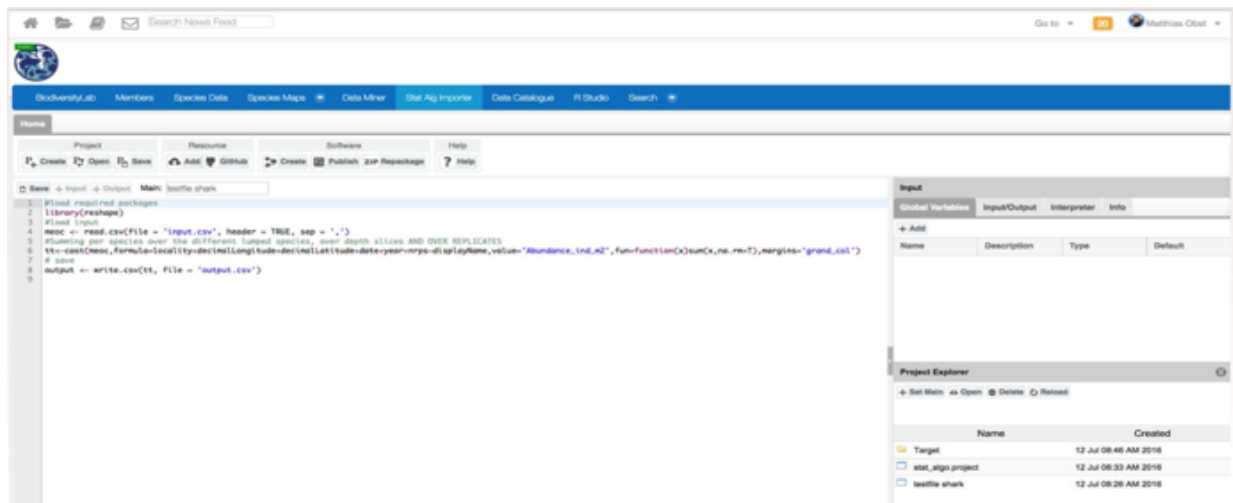 Search News Feed
Go to
20
Matthias Obst
BiodiversityLab Members Species Data Species Maps Data Miner Stat Alg Importer Data Catalogue R Studio Search
Home
Project Resource Software Help
Create Open Save Add GitHub Create Publish ZIP Repackage ? Help
Save + Input + Output Main: testfile shark
1 #load required packages
2 library(reshape)
3 #load input
4 meoc <- read.csv(file = 'input.csv', header = TRUE, sep = ',')
5 #Summing per species over the different lumped species, over depth slices AND OVER REPLICATES
6 tt<-cast(meoc,formula=locality+decimalLongitude+decimalLatitude+date+year+nrps~displayName,value="Abundance_ind_m2",fun=function(x)sum(x,na.rm=T),margins="grand_col")
7 # save
8 output <- write.csv(tt, file = 'output.csv')
9
Input
Global Variables Input/Output Interpreter Info
+ Add
Name Description Type Default
Project Explorer
+ Set Main Open Delete Reload
Name Created
Target 12 Jul 08:46 AM 2016
stat_algo.project 12 Jul 08:33 AM 2016
testfile shark 12 Jul 08:26 AM 2016